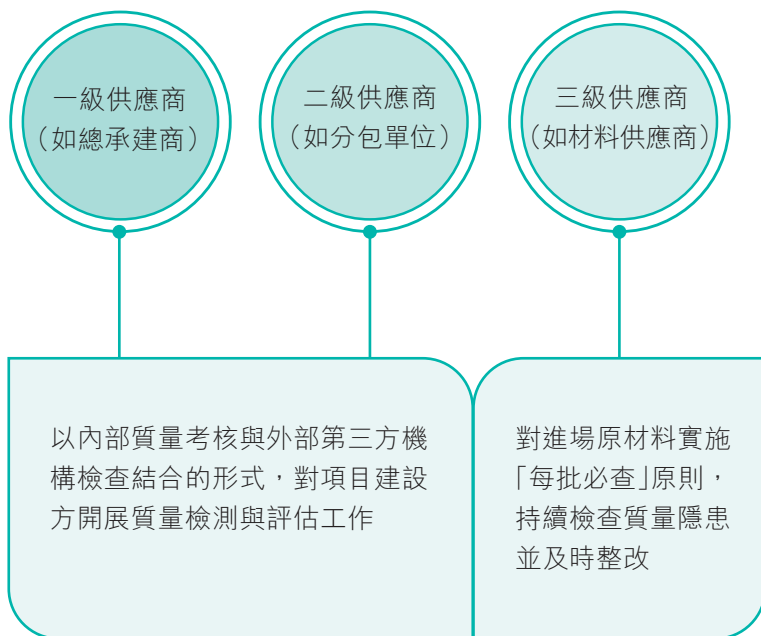 一級供應商
（如總承建商）
二級供應商
（如分包單位）
三級供應商
（如材料供應商）
以內部質量考核與外部第三方機
構檢查結合的形式，對項目建設
方開展質量檢測與評估工作
對進場原材料實施
「每批必查」原則，
持續檢查質量隱患
並及時整改